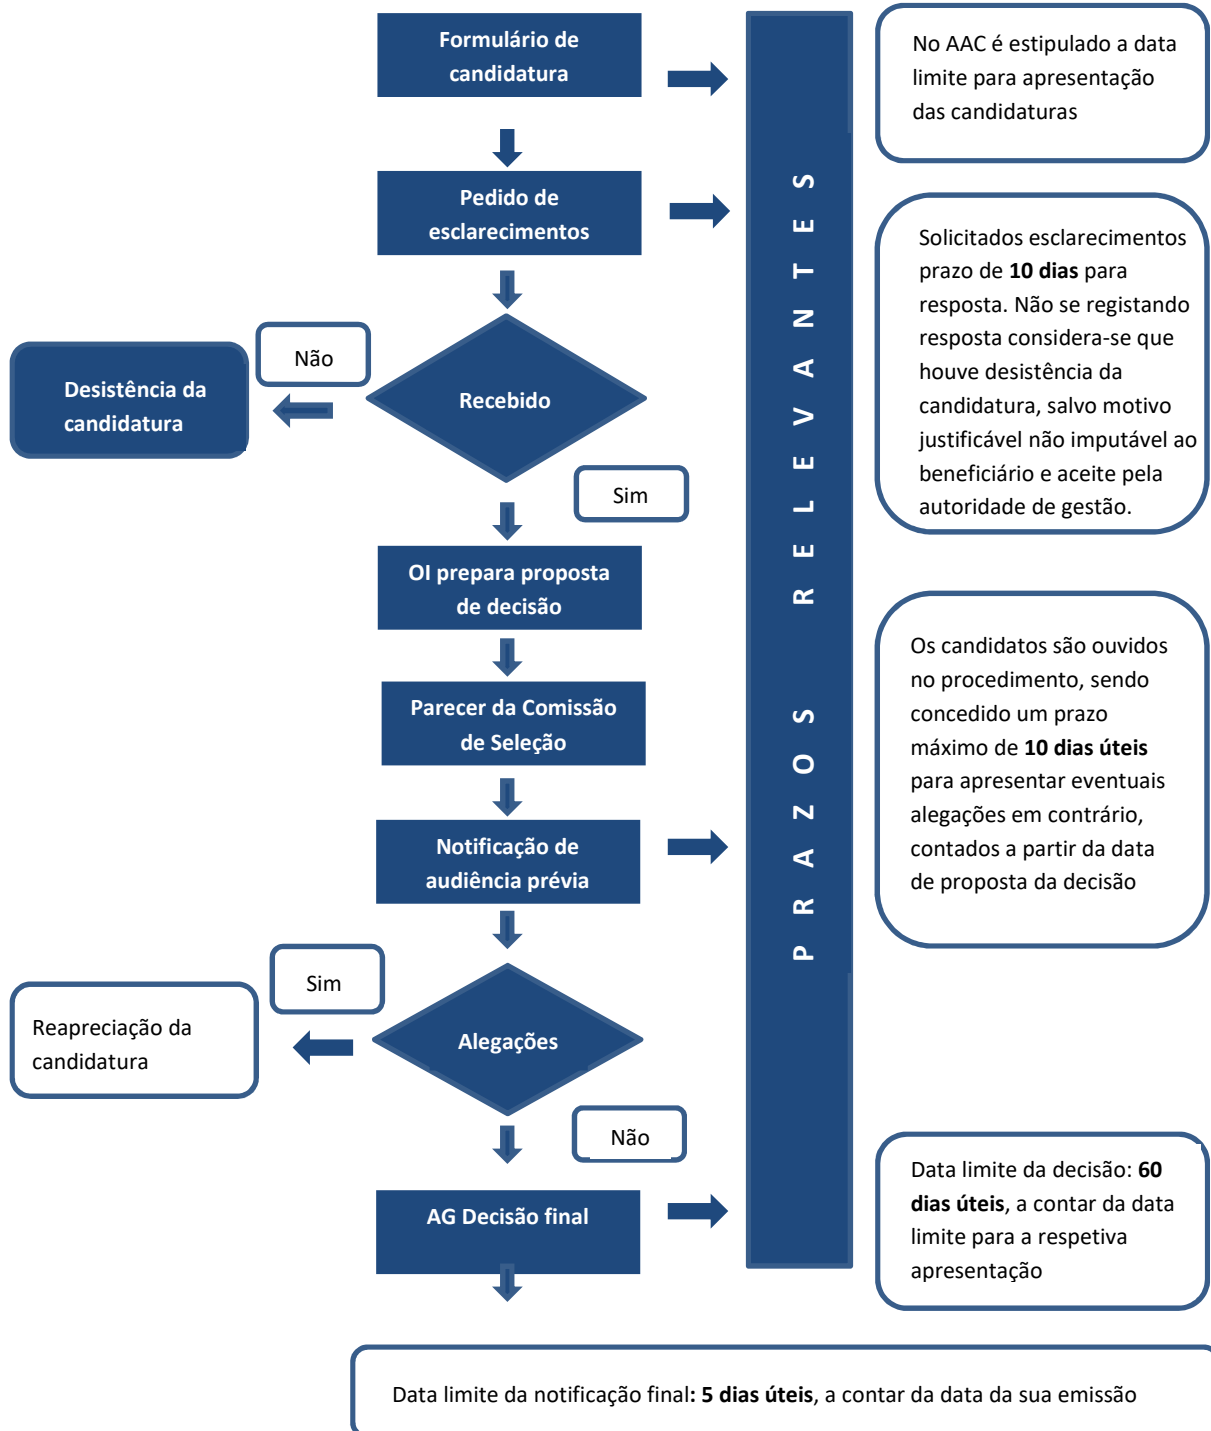 Formulário de
candidatura
No AAC é estipulado a data
limite para apresentação
das candidaturas
Pedido de
esclarecimentos
Solicitados esclarecimentos
prazo de 10 dias para
resposta. Não se registando
resposta considera-se que
houve desistência da
candidatura, salvo motivo
justificável não imputável ao
beneficiário e aceite pela
autoridade de gestão.
Não
Desistência da
candidatura
Recebido
Sim
PRAZOS RELEVANTES
OI prepara proposta
de decisão
Parecer da Comissão
de Seleção
Os candidatos são ouvidos
no procedimento, sendo
concedido um prazo
máximo de 10 dias úteis
para apresentar eventuais
alegações em contrário,
contados a partir da data
de proposta da decisão
Notificação de
audiência prévia
Sim
Reapreciação da
candidatura
Alegações
Não
AG Decisão final
Data limite da decisão: 60
dias úteis, a contar da data
limite para a respetiva
apresentação
Data limite da notificação final: 5 dias úteis, a contar da data da sua emissão